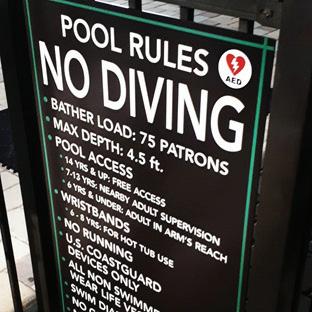 POOL RULES
AED
NO DIVING
• BATHER LOAD: 75 PATRONS
• MAX DEPTH: 4.5 ft.
• POOL ACCESS
• 14 YRS & UP: FREE ACCESS
• 7-13 YRS: NEARBY ADULT SUPERVISION
• 6 YRS & UNDER: ADULT IN ARM'S REACH
• WRISTBANDS
• 6 - 8 YRS: FOR HOT TUB USE
• NO RUNNING
• U.S. COASTGUARD
DEVICES ONLY
• ALL NON SWIMME
WEAR LIFE VE
• SWIM DIA
• NO